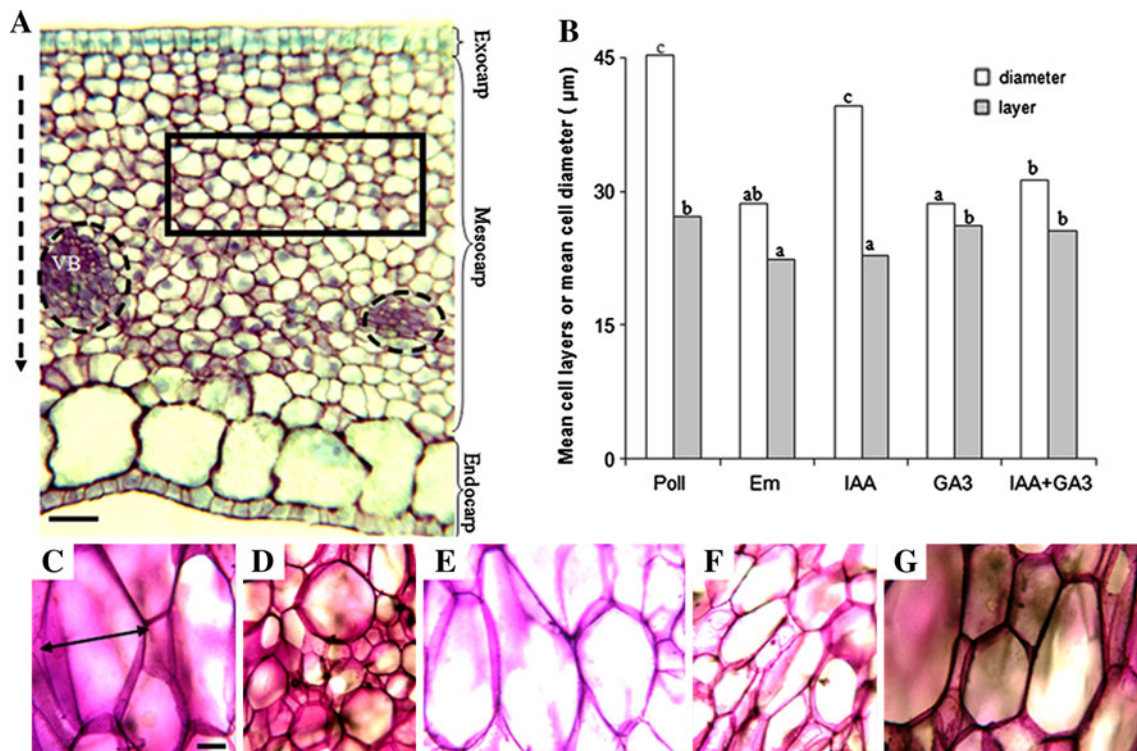 A
Exocarp
Mesocarp
Endocarp
VB
B
Mean cell layers or mean cell diameter ( µm)
45
30
15
0
diameter
layer
c
b
ab
a
c
a
a
b
b
b
Poll
Em
IAA
GA3
IAA+GA3
C
D
E
F
G